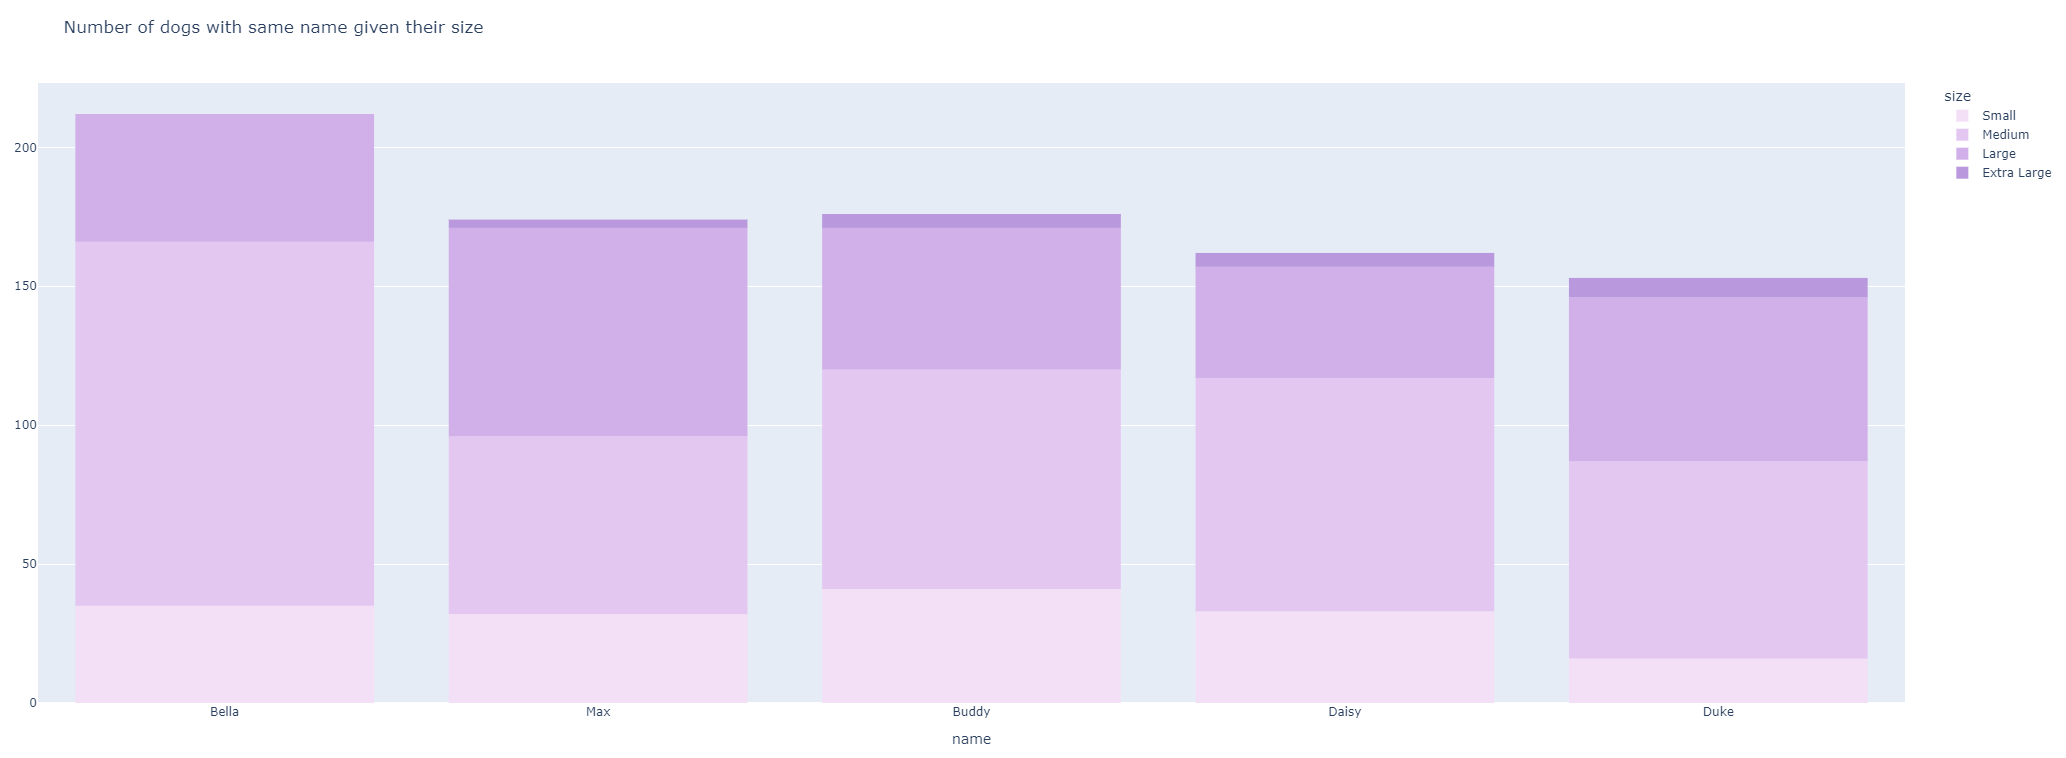 Number of dogs with same name given their size
size
Small
Medium
Large
Extra Large
200
150
100
50
0
Bella Max Buddy Daisy Duke
name